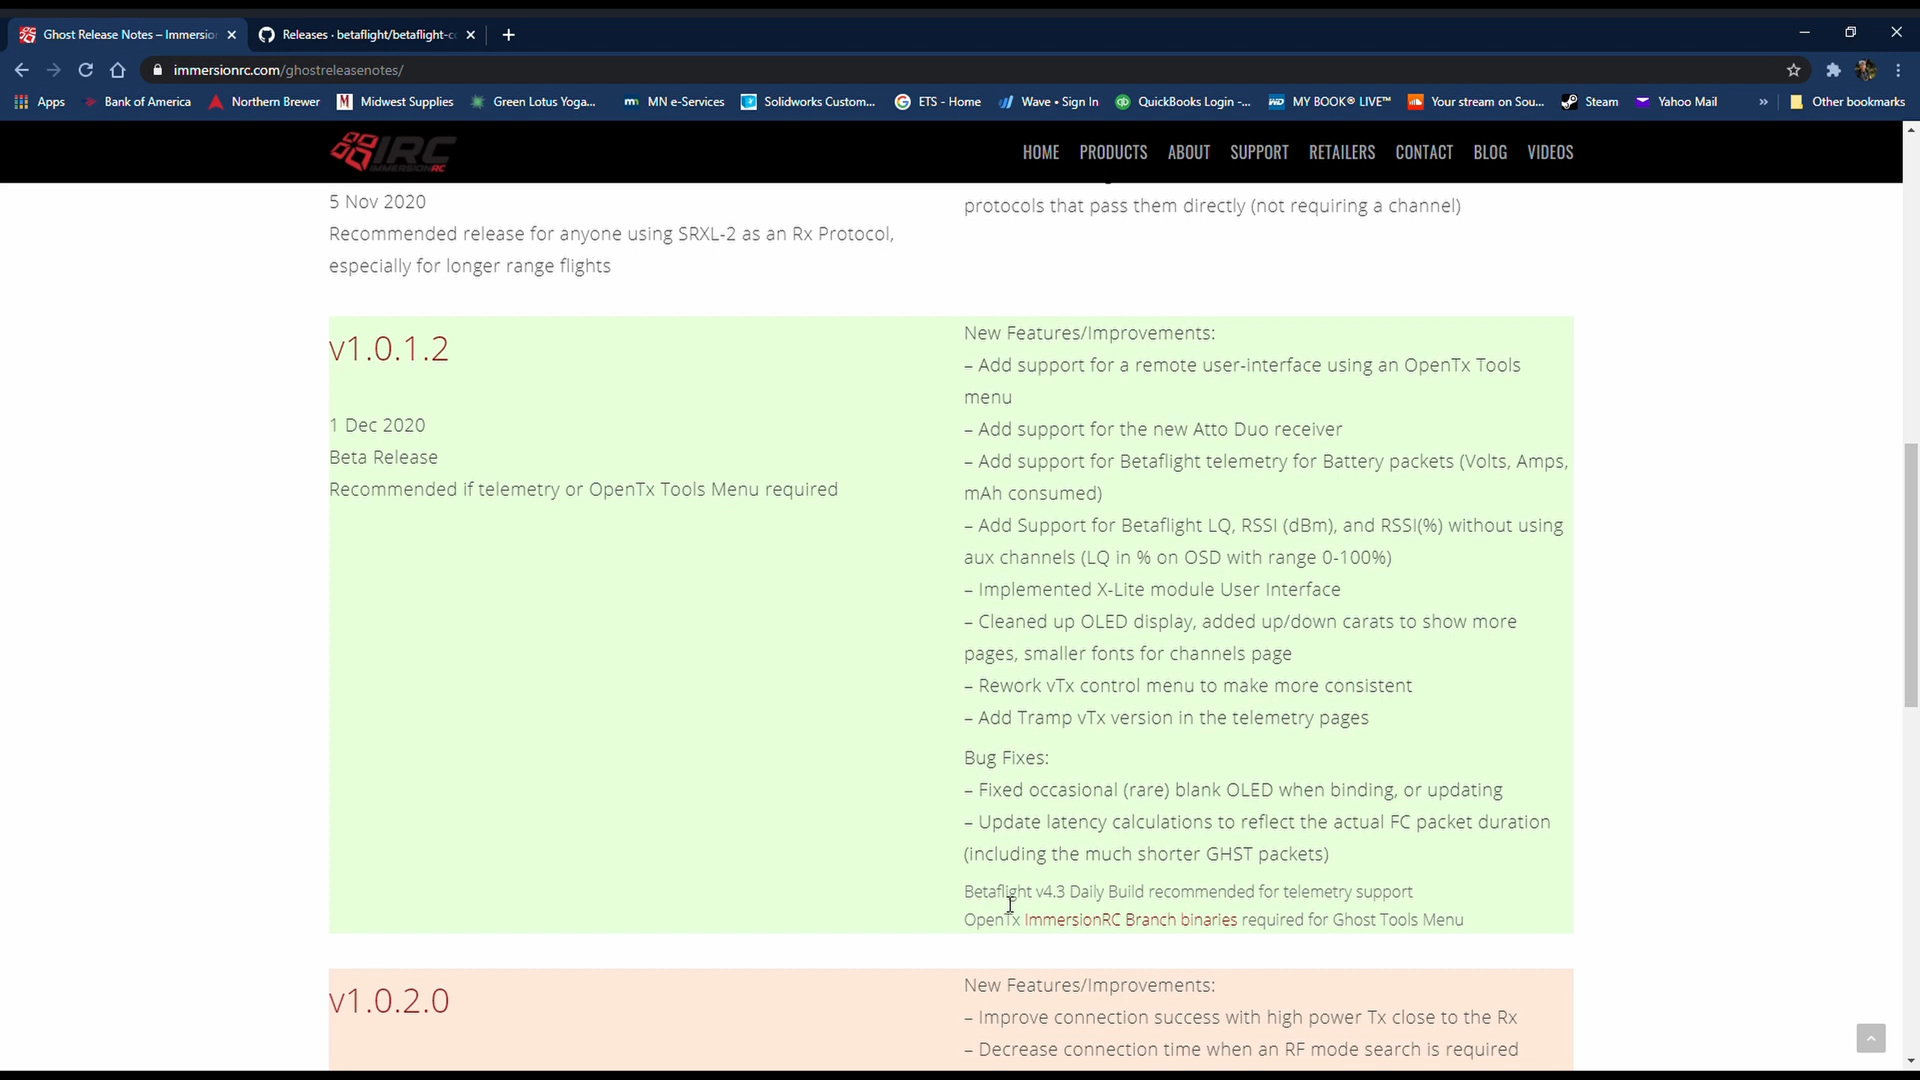 Ghost Release Notes – Immersion
Releases · betaflight/betaflight-co
immersionrc.com/ghostreleasenotes/
Apps
Bank of America
Northern Brewer
Midwest Supplies
Green Lotus Yoga...
MN e-Services
Solidworks Custom...
ETS - Home
Wave • Sign In
QuickBooks Login -...
MY BOOK® LIVE™
Your stream on Sou...
Steam
Yahoo Mail
Other bookmarks
IRC
IMMERSIONRC
HOME
PRODUCTS
ABOUT
SUPPORT
RETAILERS
CONTACT
BLOG
VIDEOS
5 Nov 2020
Recommended release for anyone using SRXL-2 as an Rx Protocol,
especially for longer range flights
protocols that pass them directly (not requiring a channel)
v1.0.1.2
1 Dec 2020
Beta Release
Recommended if telemetry or OpenTx Tools Menu required
New Features/Improvements:
– Add support for a remote user-interface using an OpenTx Tools
menu
– Add support for the new Atto Duo receiver
– Add support for Betaflight telemetry for Battery packets (Volts, Amps,
mAh consumed)
– Add Support for Betaflight LQ, RSSI (dBm), and RSSI(%) without using
aux channels (LQ in % on OSD with range 0-100%)
– Implemented X-Lite module User Interface
– Cleaned up OLED display, added up/down carats to show more
pages, smaller fonts for channels page
– Rework vTx control menu to make more consistent
– Add Tramp vTx version in the telemetry pages
Bug Fixes:
– Fixed occasional (rare) blank OLED when binding, or updating
– Update latency calculations to reflect the actual FC packet duration
(including the much shorter GHST packets)
Betaflight v4.3 Daily Build recommended for telemetry support
OpenTx ImmersionRC Branch binaries required for Ghost Tools Menu
v1.0.2.0
New Features/Improvements:
– Improve connection success with high power Tx close to the Rx
– Decrease connection time when an RF mode search is required